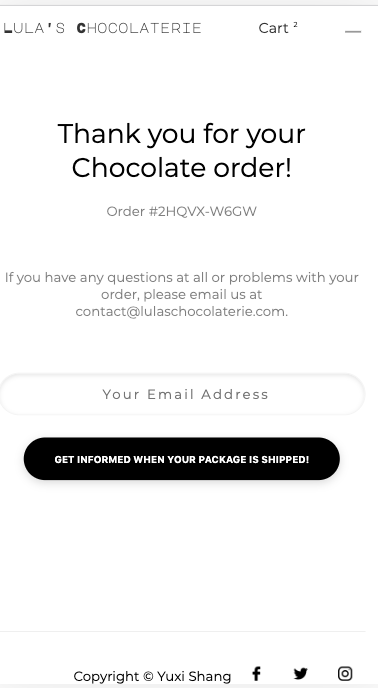 LULA'S CHOCOLATERIE Cart ²
Thank you for your
Chocolate order!
Order #2HQVX-W6GW
If you have any questions at all or problems with your
order, please email us at
contact@lulaschocolaterie.com.
Your Email Address
GET INFORMED WHEN YOUR PACKAGE IS SHIPPED!
Copyright © Yuxi Shang